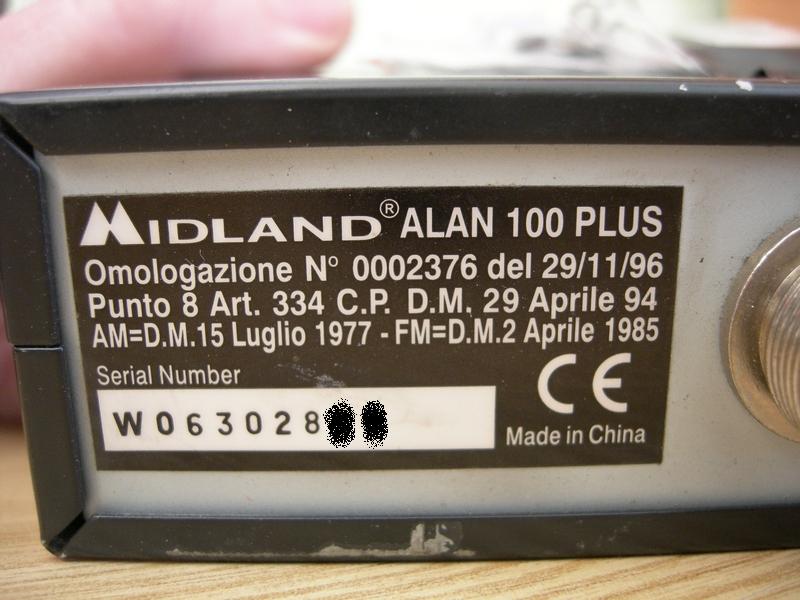 MIDLAND® ALAN 100 PLUS
Omologazione N° 0002376 del 29/11/96
Punto 8 Art. 334 C.P. D.M. 29 Aprile 94
AM=D.M.15 Luglio 1977 - FM=D.M.2 Aprile 1985
Serial Number
W063028
CE
Made in China